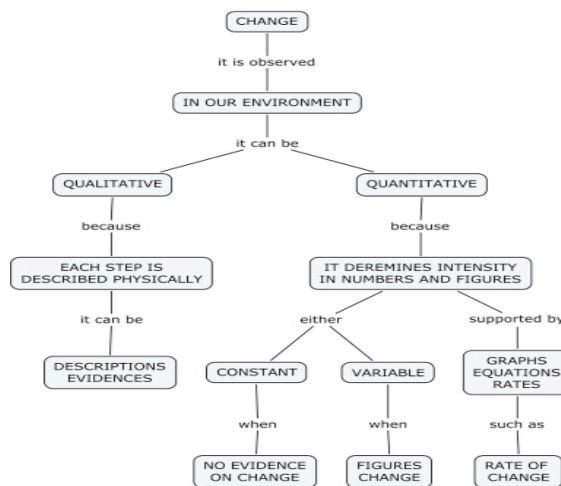 CHANGE
it is observed
IN OUR ENVIRONMENT
it can be
QUALITATIVE
QUANTITATIVE
because
because
EACH STEP IS
DESCRIBED PHYSICALLY
IT DEREMINES INTENSITY
IN NUMBERS AND FIGURES
it can be
either
supported by
DESCRIPTIONS
EVIDENCES
CONSTANT
VARIABLE
GRAPHS
EQUATIONS
RATES
when
when
such as
NO EVIDENCE
ON CHANGE
FIGURES
CHANGE
RATE OF
CHANGE